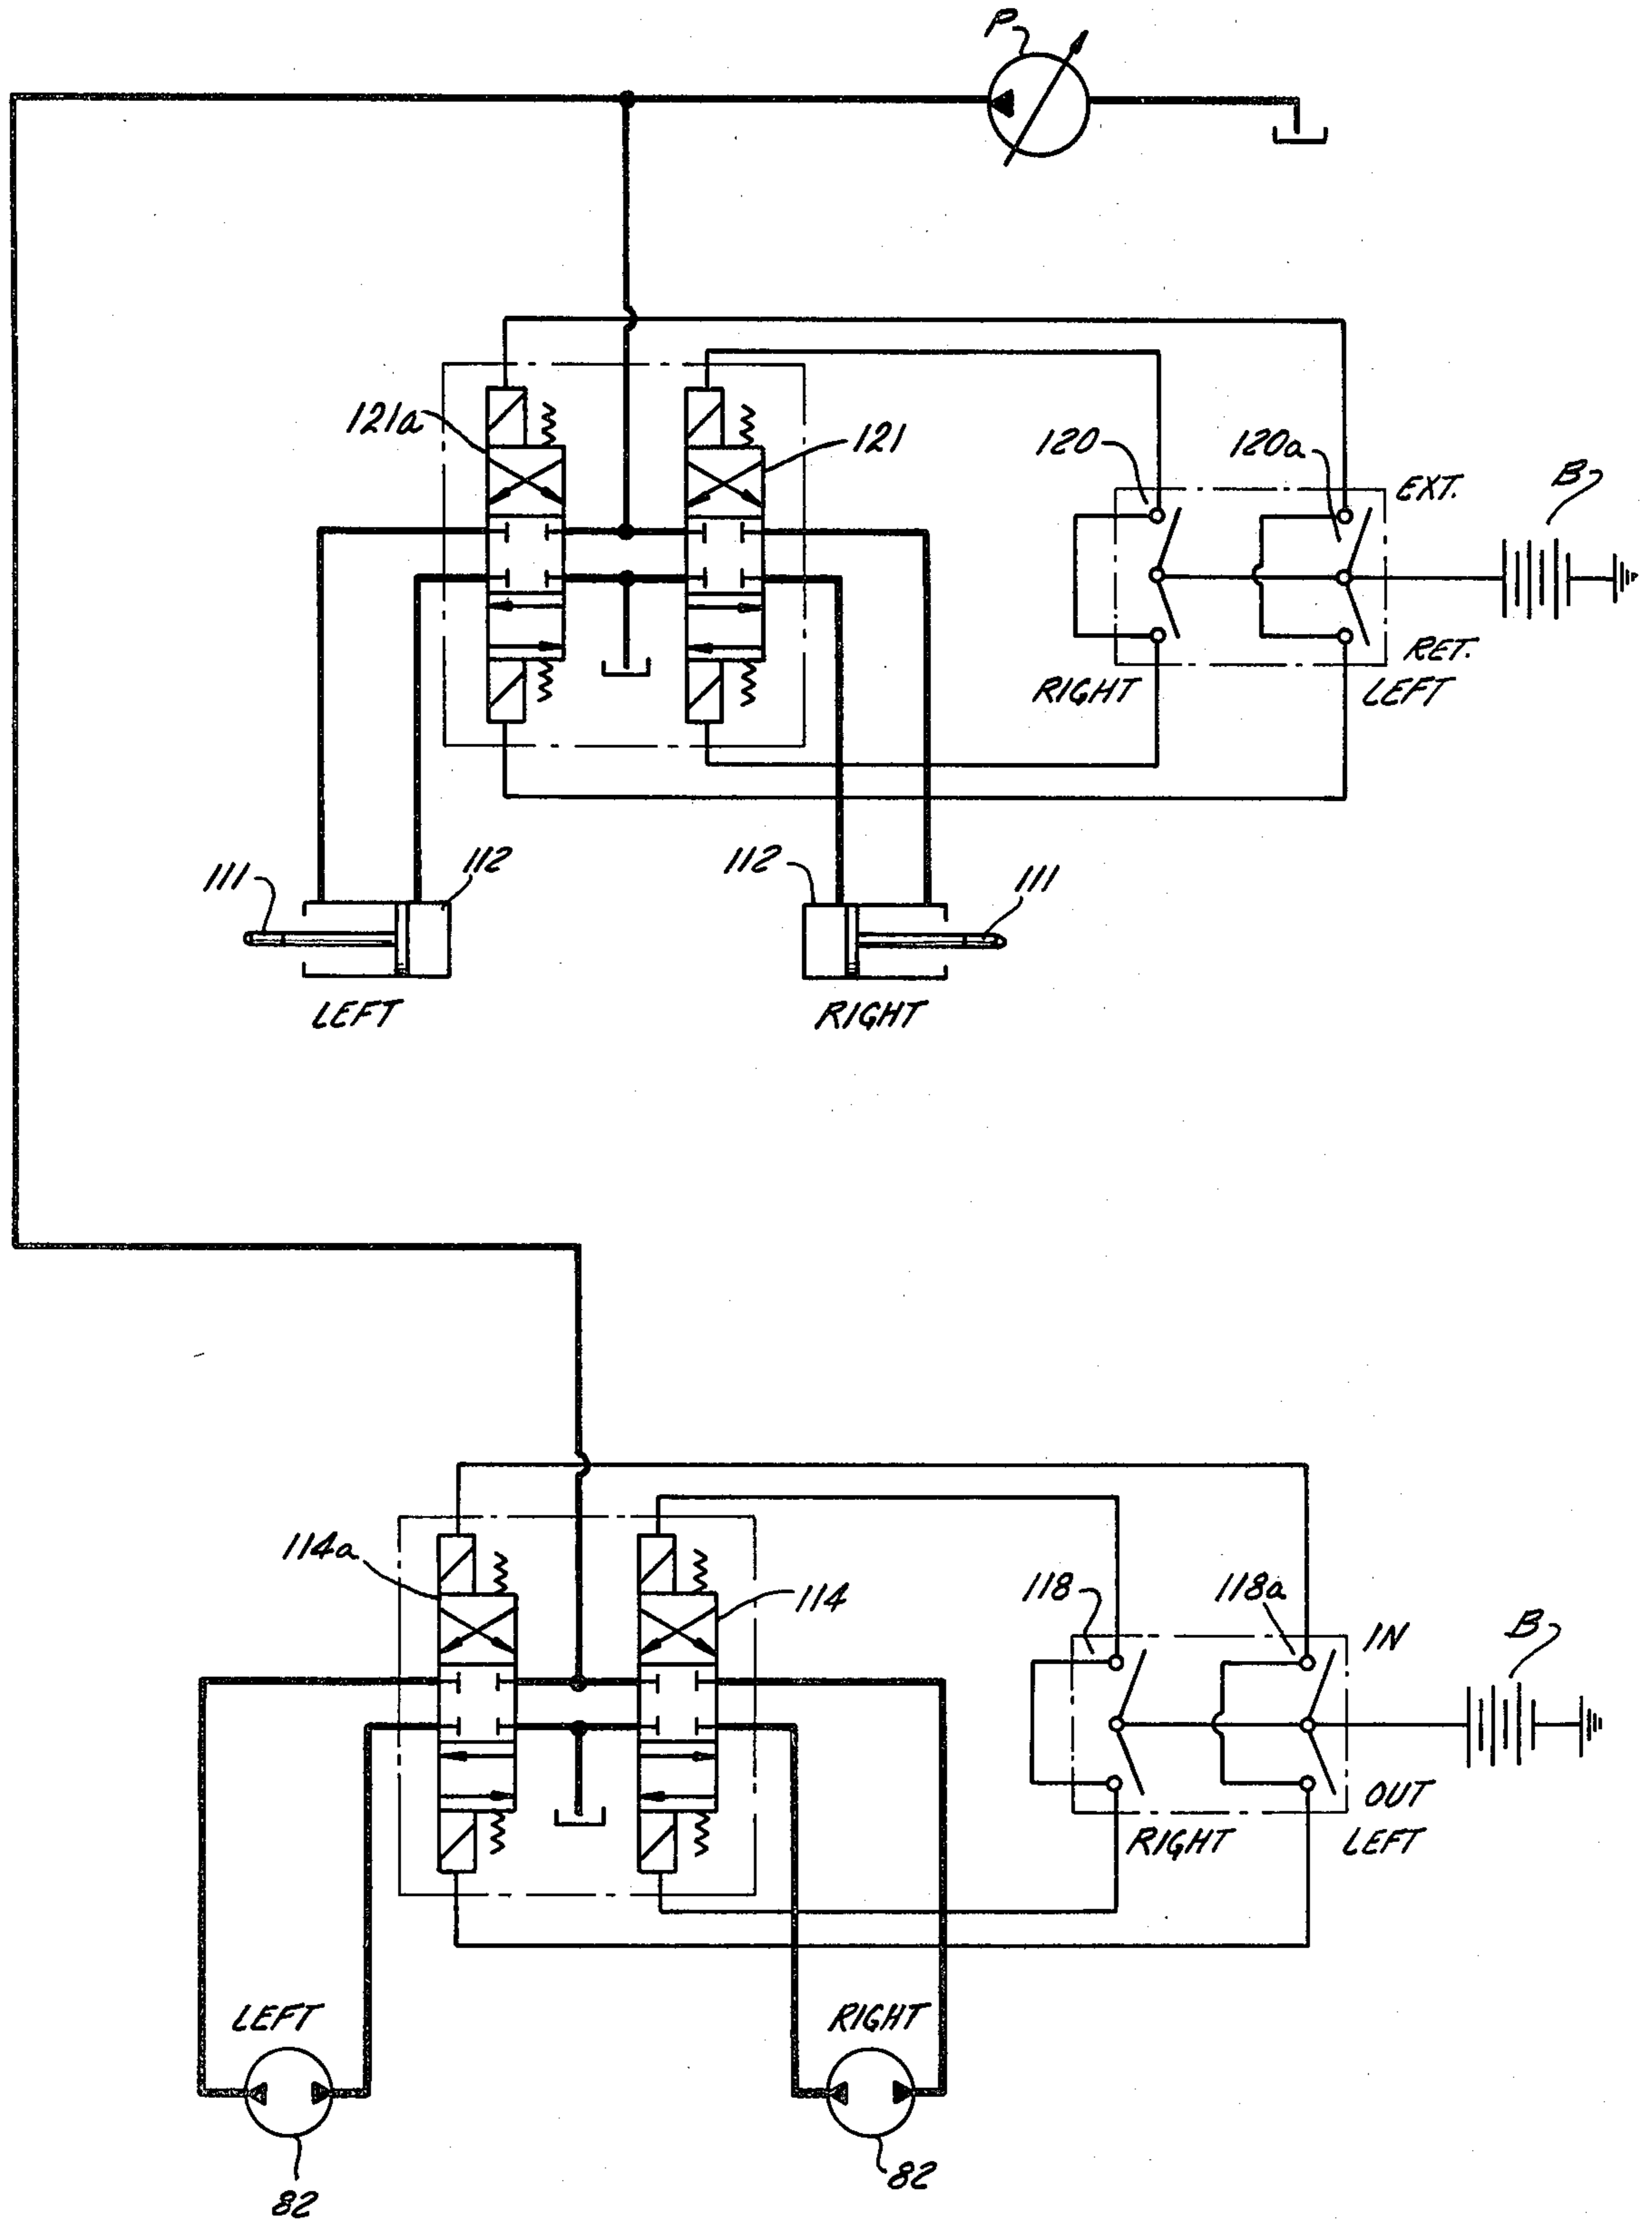 P
121a
121
120
120a
EXT.
B
RET.
RIGHT
LEFT
111
112
112
111
LEFT
RIGHT
114a
114
118
118a
IN
B
OUT
RIGHT
LEFT
LEFT
RIGHT
82
82